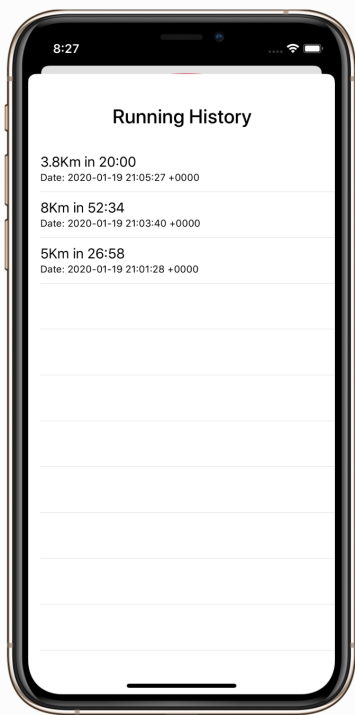 8:27
Running History
3.8Km in 20:00
Date: 2020-01-19 21:05:27 +0000
8Km in 52:34
Date: 2020-01-19 21:03:40 +0000
5Km in 26:58
Date: 2020-01-19 21:01:28 +0000